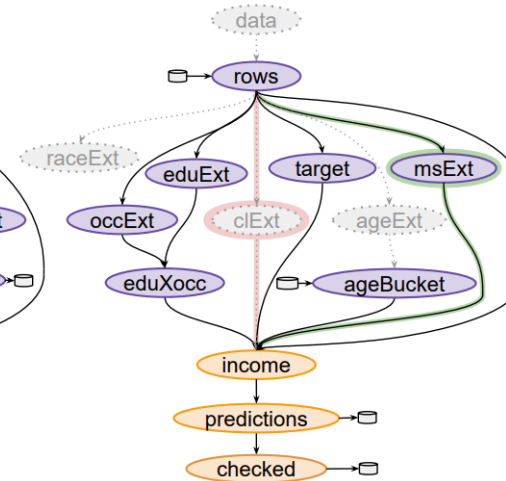 data
rows
raceExt
eduExt
target
msExt
occExt
clExt
ageExt
eduXocc
ageBucket
income
predictions
checked